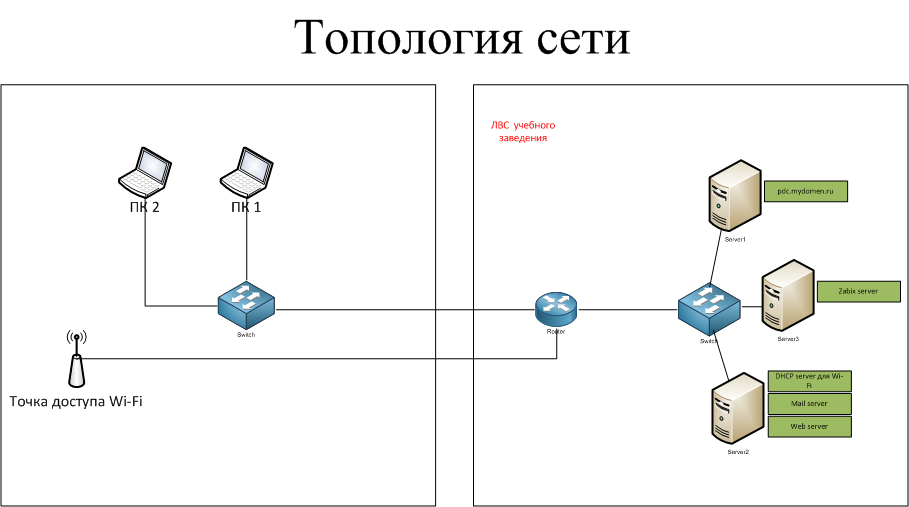 Топология сети
ЛВС учебного
заведения
ПК 2
ПК 1
pdc.mydomen.ru
Server1
Zabix server
Server3
Switch
Router
Switch
Точка доступа Wi-Fi
DHCP server для Wi-
Fi
Mail server
Web server
Server2